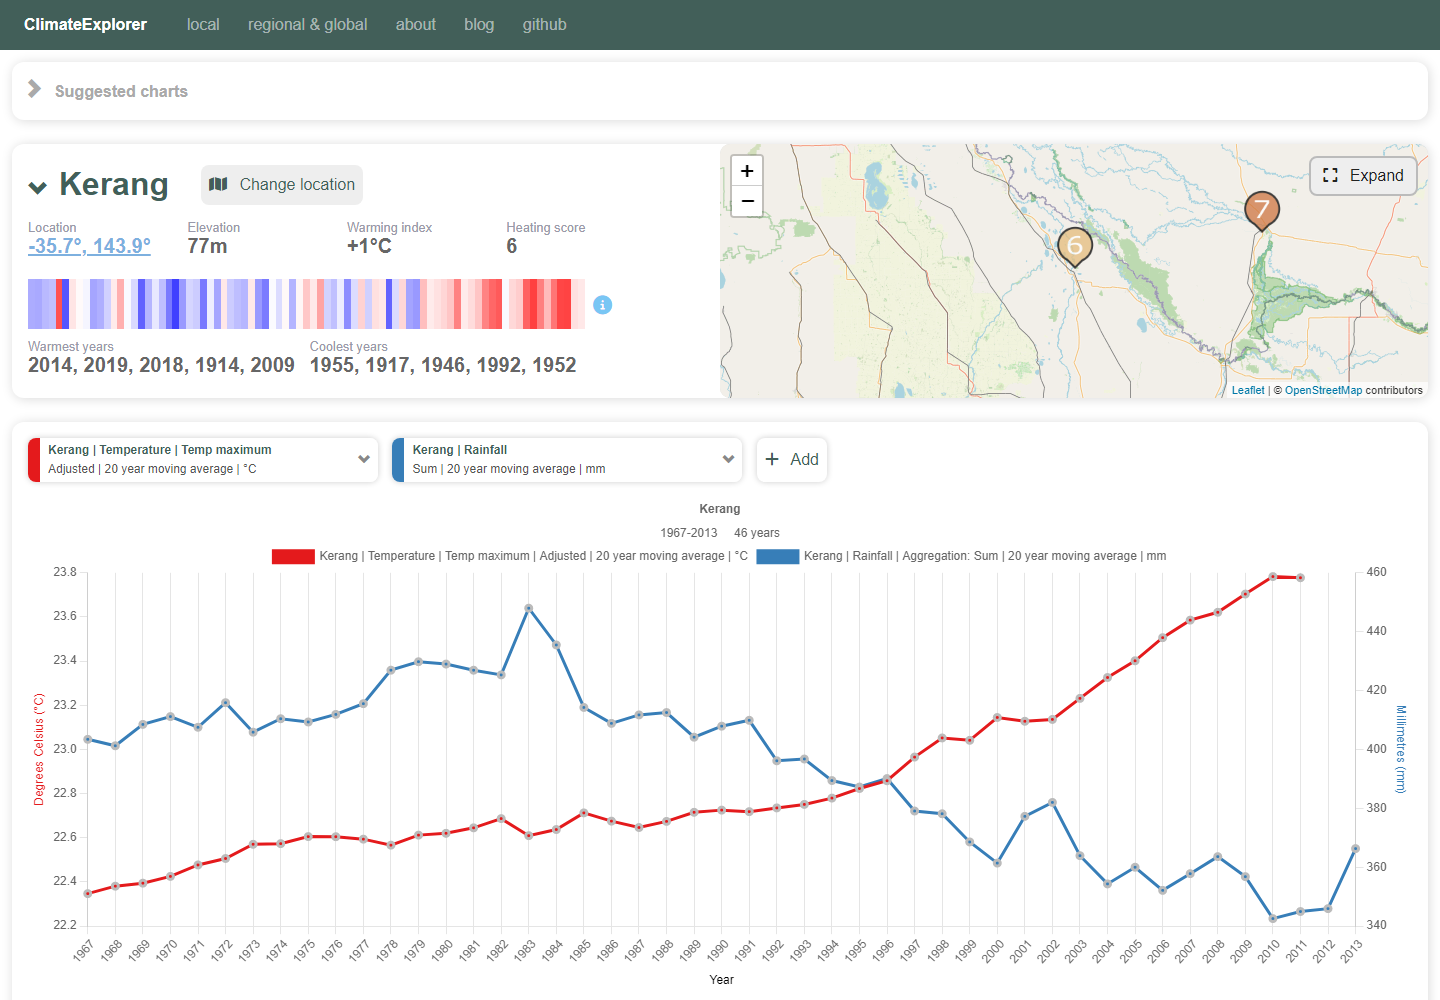 ClimateExplorer local regional & global about blog github
Suggested charts
Kerang Change location
Location Elevation Warming index Heating score
-35.7°, 143.9° 77m +1°C 6
Warmest years Coolest years
2014, 2019, 2018, 1914, 2009 1955, 1917, 1946, 1992, 1952
+
−
Expand
7
6
Leaflet | © OpenStreetMap contributors
Kerang | Temperature | Temp maximum
Adjusted | 20 year moving average | °C
Kerang | Rainfall
Sum | 20 year moving average | mm
+ Add
Kerang
1967-2013 46 years
Kerang | Temperature | Temp maximum | Adjusted | 20 year moving average | °C Kerang | Rainfall | Aggregation: Sum | 20 year moving average | mm
23.8
23.6
23.4
23.2
23.0
22.8
22.6
22.4
22.2
Degrees Celsius (°C)
460
440
420
400
380
360
340
Millimetres (mm)
1967 1968 1969 1970 1971 1972 1973 1974 1975 1976 1977 1978 1979 1980 1981 1982 1983 1984 1985 1986 1987 1988 1989 1990 1991 1992 1993 1994 1995 1996 1997 1998 1999 2000 2001 2002 2003 2004 2005 2006 2007 2008 2009 2010 2011 2012 2013
Year